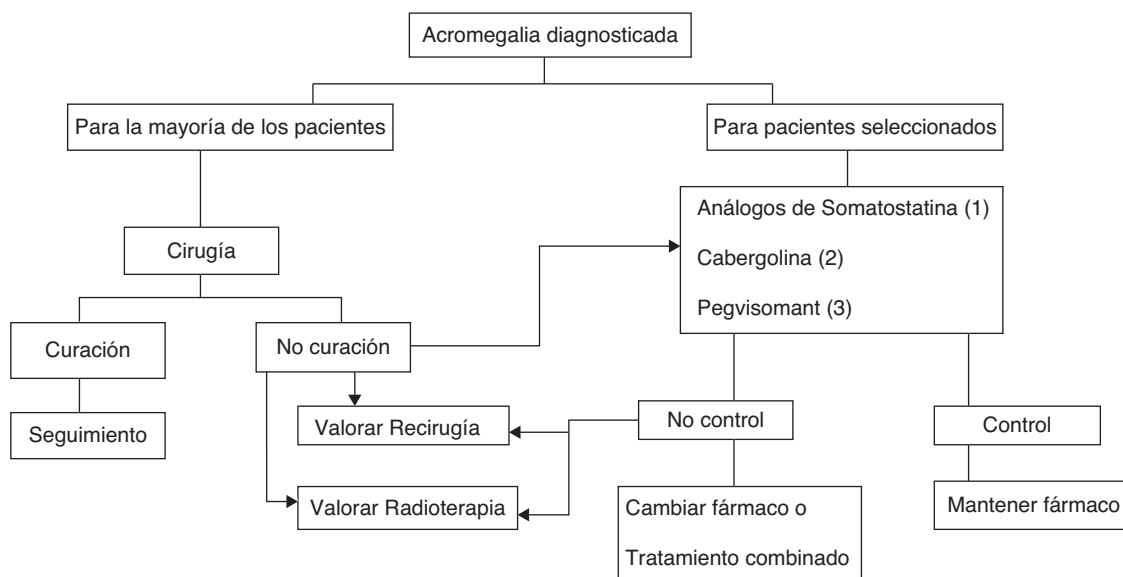 Acromegalia diagnosticada
Para la mayoría de los pacientes
Para pacientes seleccionados
Análogos de Somatostatina (1)
Cabergolina (2)
Pegvisomant (3)
Cirugía
Curación
No curación
Seguimiento
Valorar Recirugía
Valorar Radioterapia
No control
Control
Cambiar fármaco o
Tratamiento combinado
Mantener fármaco